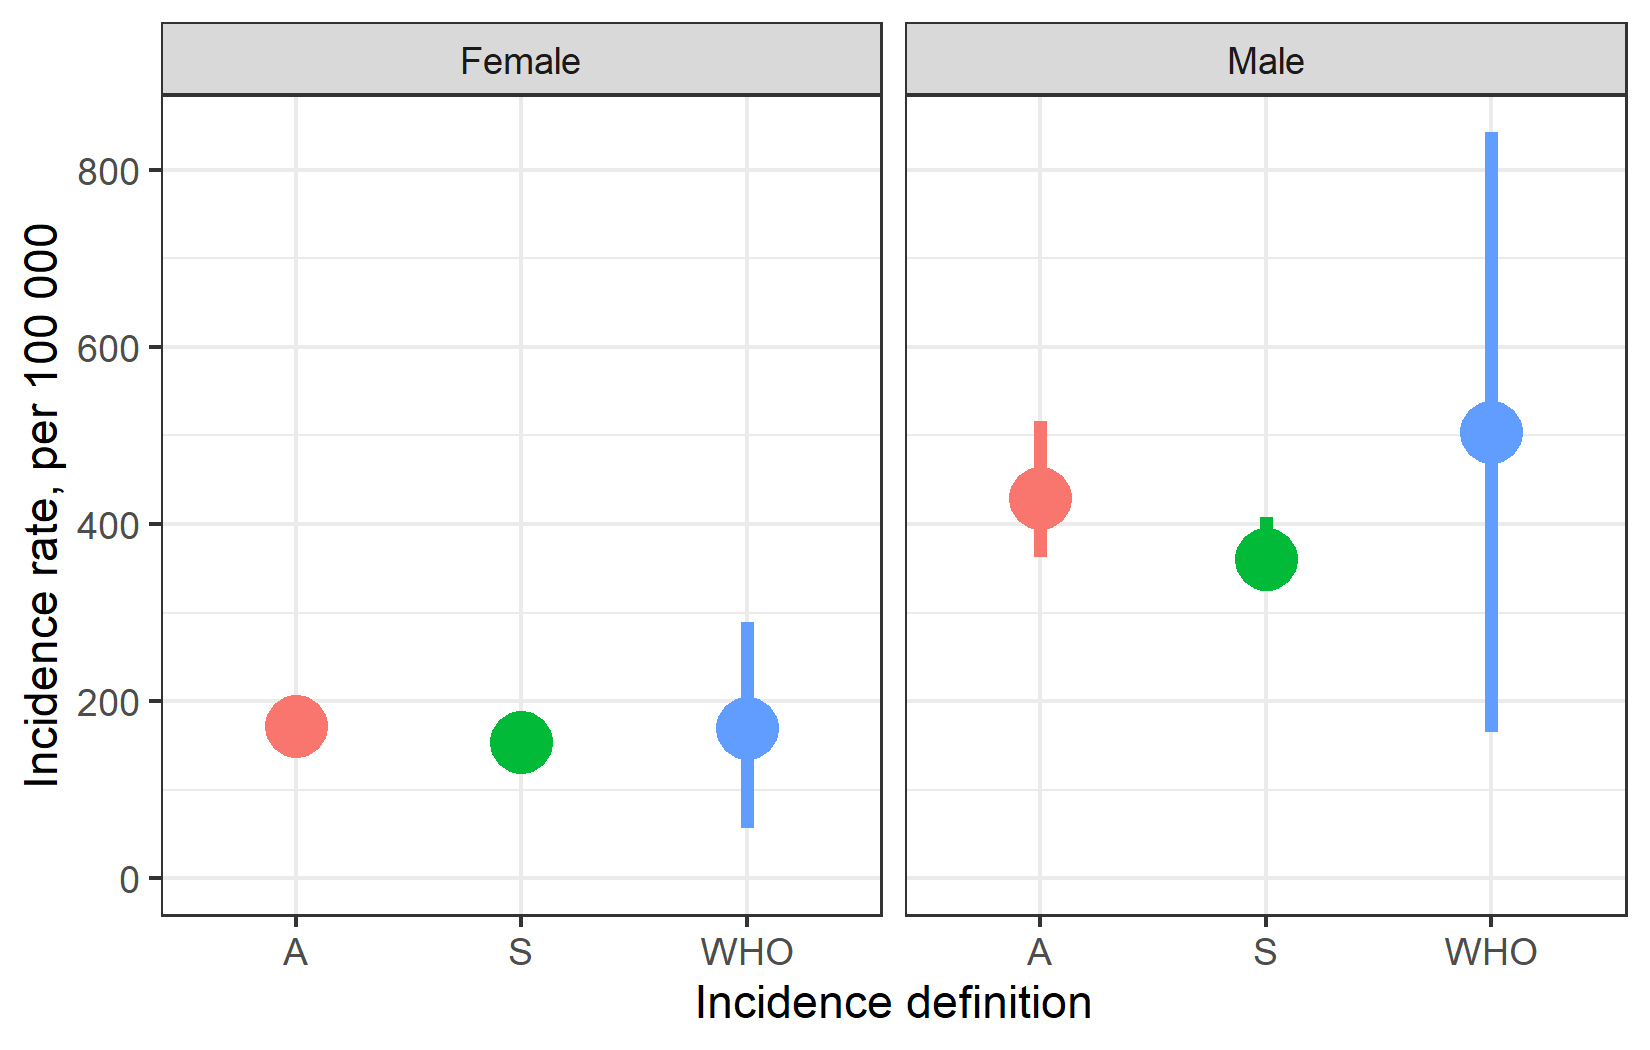 Female
Male
Incidence rate, per 100 000
800
600
400
200
0
A
S
WHO
A
S
WHO
Incidence definition